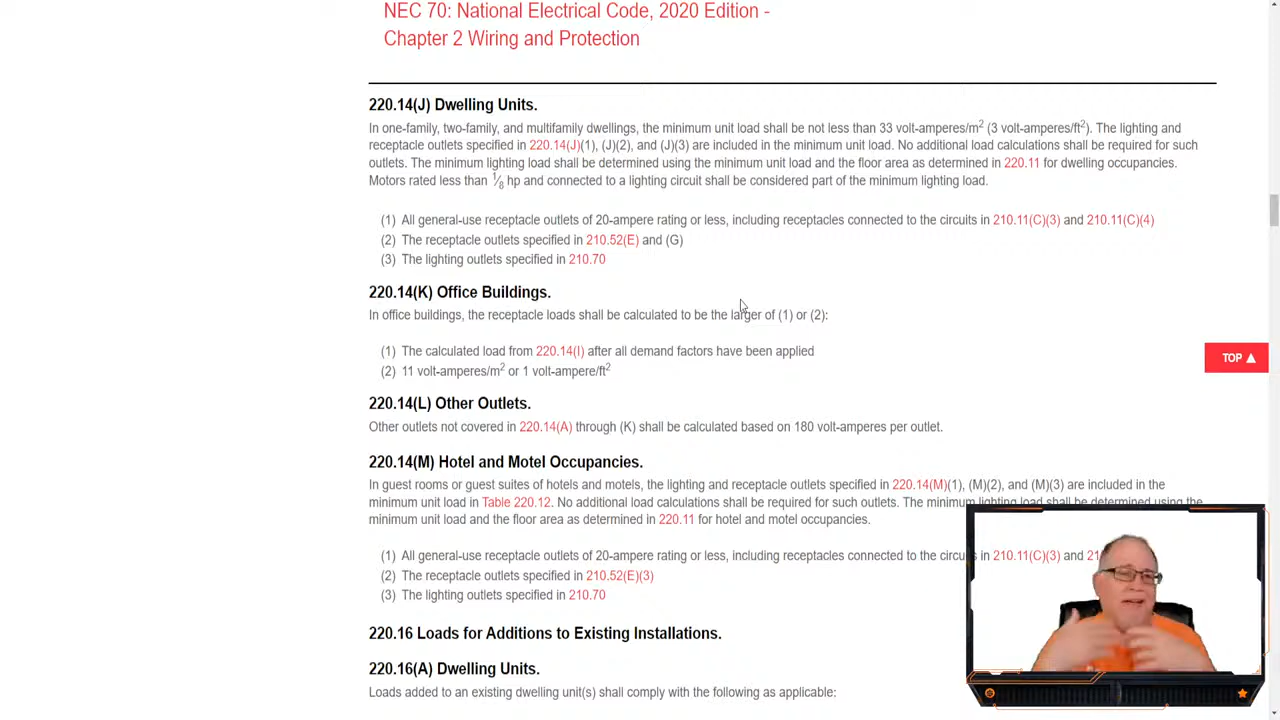 NEC 70: National Electrical Code, 2020 Edition -
Chapter 2 Wiring and Protection
220.14(J) Dwelling Units.
In one-family, two-family, and multifamily dwellings, the minimum unit load shall be not less than 33 volt-amperes/m² (3 volt-amperes/ft²). The lighting and
receptacle outlets specified in 220.14(J)(1), (J)(2), and (J)(3) are included in the minimum unit load. No additional load calculations shall be required for such
outlets. The minimum lighting load shall be determined using the minimum unit load and the floor area as determined in 220.11 for dwelling occupancies.
Motors rated less than 1/8 hp and connected to a lighting circuit shall be considered part of the minimum lighting load.
(1) All general-use receptacle outlets of 20-ampere rating or less, including receptacles connected to the circuits in 210.11(C)(3) and 210.11(C)(4)
(2) The receptacle outlets specified in 210.52(E) and (G)
(3) The lighting outlets specified in 210.70
220.14(K) Office Buildings.
In office buildings, the receptacle loads shall be calculated to be the larger of (1) or (2):
(1) The calculated load from 220.14(I) after all demand factors have been applied
(2) 11 volt-amperes/m² or 1 volt-ampere/ft²
TOP ▲
220.14(L) Other Outlets.
Other outlets not covered in 220.14(A) through (K) shall be calculated based on 180 volt-amperes per outlet.
220.14(M) Hotel and Motel Occupancies.
In guest rooms or guest suites of hotels and motels, the lighting and receptacle outlets specified in 220.14(M)(1), (M)(2), and (M)(3) are included in the
minimum unit load in Table 220.12. No additional load calculations shall be required for such outlets. The minimum lighting load shall be determined using the
minimum unit load and the floor area as determined in 220.11 for hotel and motel occupancies.
(1) All general-use receptacle outlets of 20-ampere rating or less, including receptacles connected to the circuits in 210.11(C)(3) and
(2) The receptacle outlets specified in 210.52(E)(3)
(3) The lighting outlets specified in 210.70
220.16 Loads for Additions to Existing Installations.
220.16(A) Dwelling Units.
Loads added to an existing dwelling unit(s) shall comply with the following as applicable: